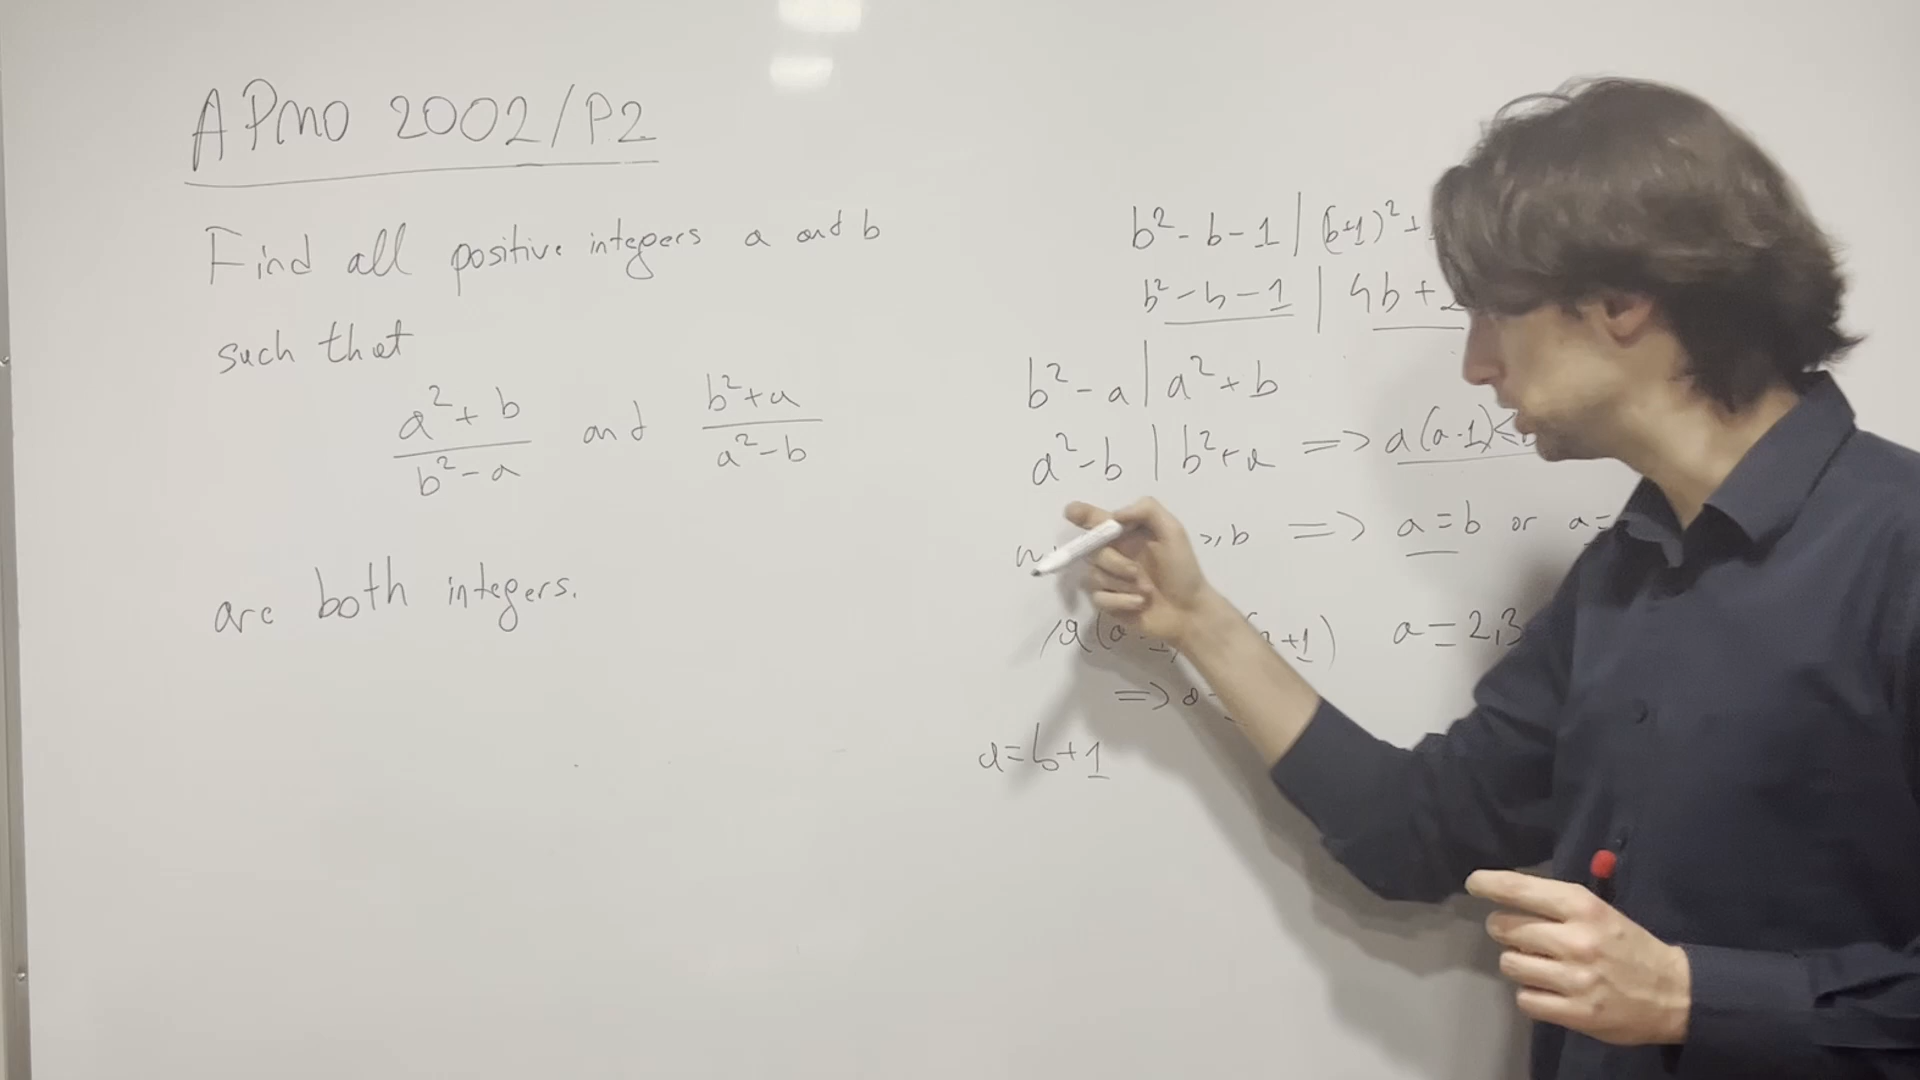 APMO 2002/P2
Find all positive integers a and b
such that
(a² + b)/(b² - a) and (b² + a)/(a² - b)
are both integers.
b² - b - 1 | (b+1)² +
b² - b - 1 | 4b +
b² - a | a² + b
a² - b | b² + a => a(a-1) ≤
≥ b => a = b or a =
a( +1) a = 2,3
=>
a = b + 1